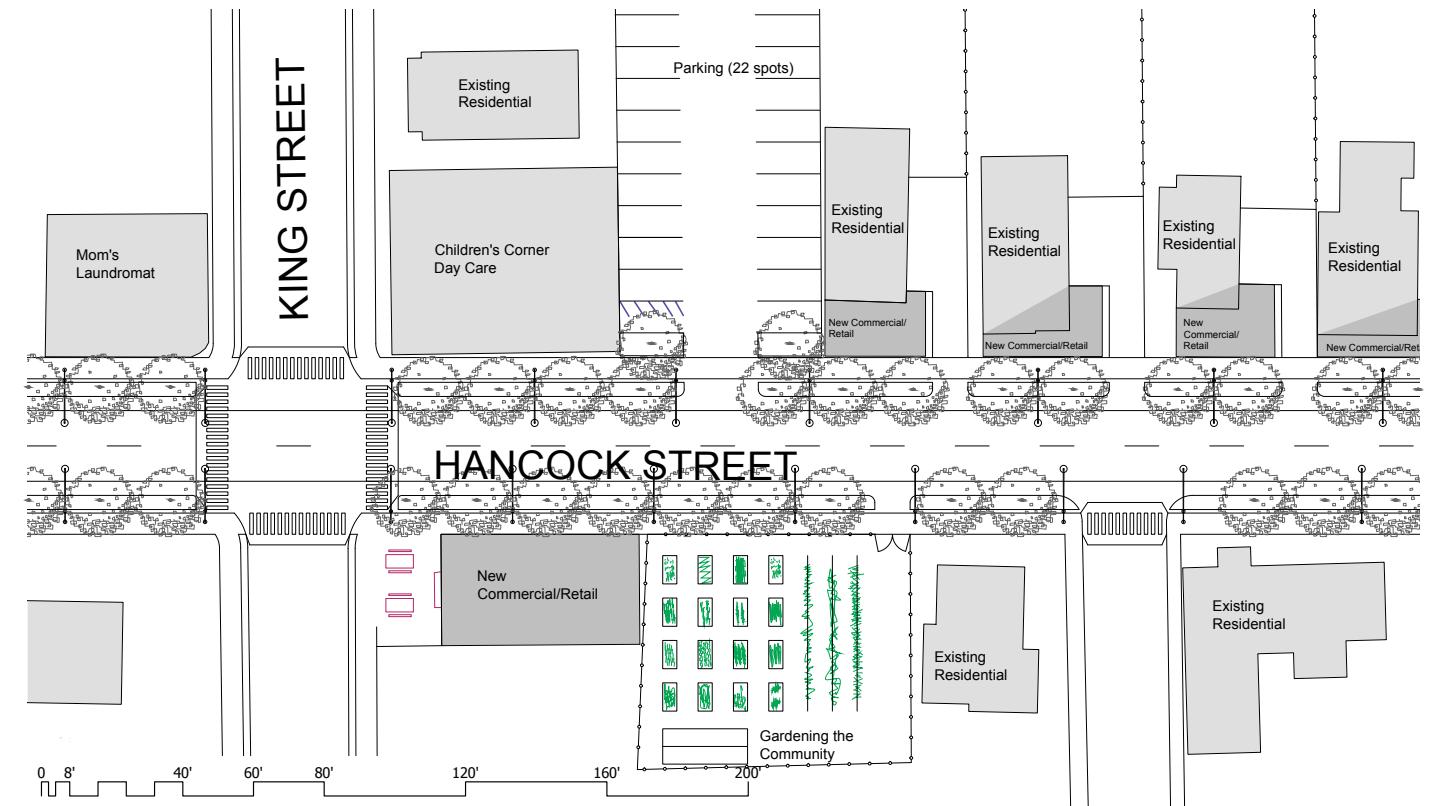 Parking (22 spots)
Existing
Residential
KING STREET
Mom's
Laundromat
Children's Corner
Day Care
Existing
Residential
Existing
Residential
Existing
Residential
Existing
Residential
New Commercial/
Retail
New Commercial/Retail
New
Commercial/
Retail
New Commercial/Ret
HANCOCK STREET
New
Commercial/Retail
Existing
Residential
Existing
Residential
Gardening the
Community
0 8' 40' 60' 80' 120' 160' 200'